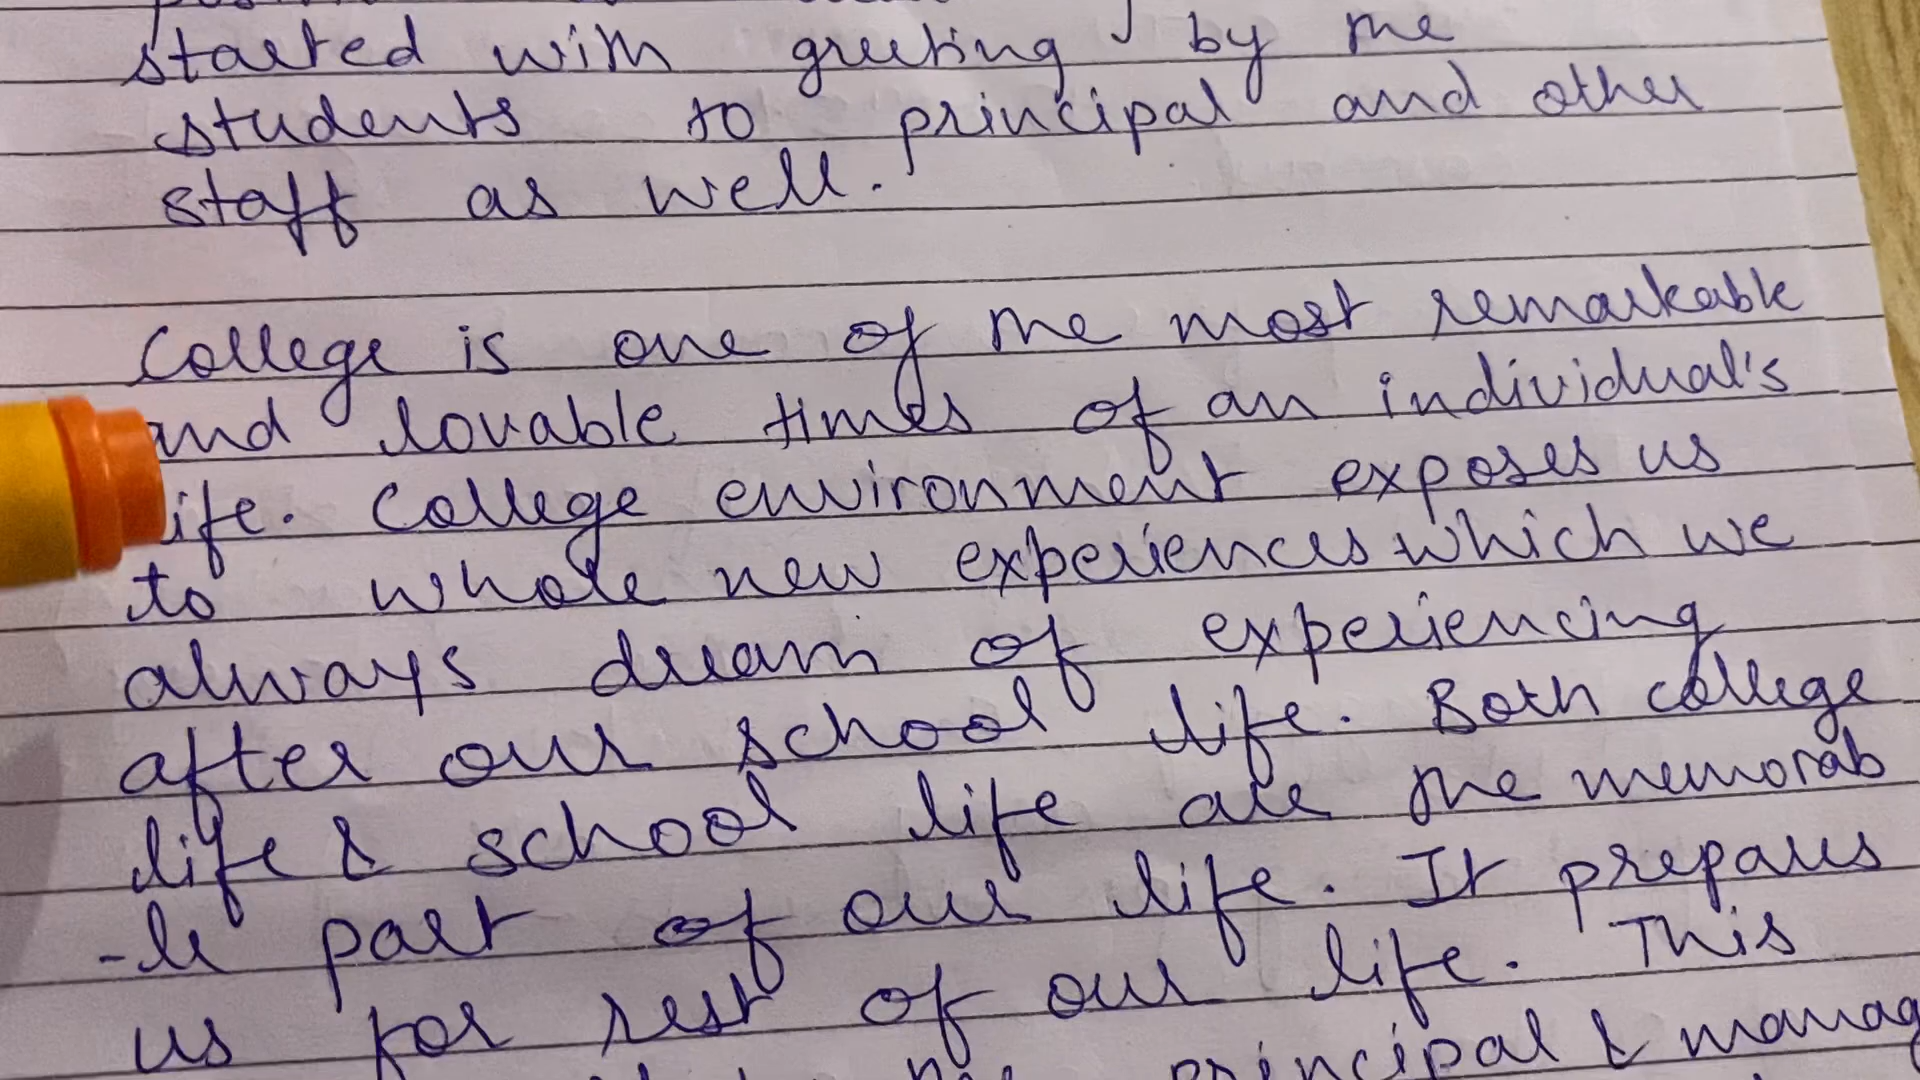 started with greeting by the
students to principal and other
staff as well.
College is one of the most remarkable
and lovable times of an individual's
life. College environment exposes us
to whole new experiences which we
always dream of experiencing
after our school life. Both college
life & school life are the memorab
-le part of our life. It prepares
us for rest of our life. This
principal & manag